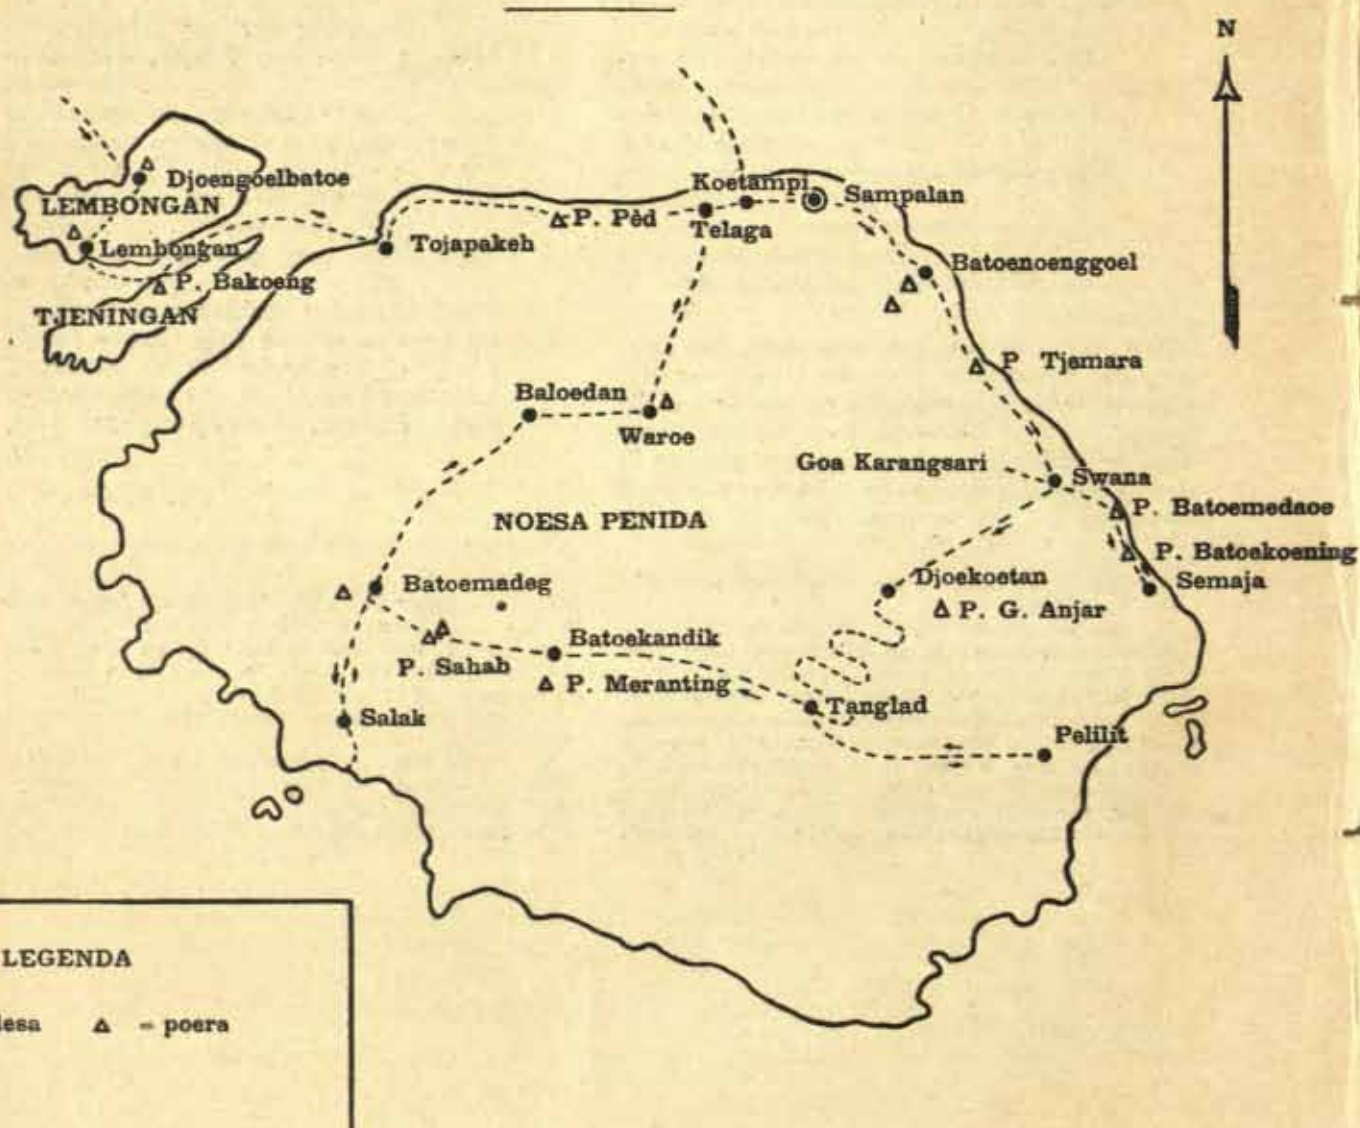 N
Djoengoelbatoe
LEMBONGAN
Lembongan
P. Bakoeng
TJENINGAN
Tojapakeh
P. Pèd
Koetampi
Telaga
Sampalan
Batoenoenggoel
P Tjemara
Baloedan
Waroe
Goa Karangsari
Swana
P. Batoemedaoe
P. Batoekoening
Semaja
NOESA PENIDA
Djoekoetan
P. G. Anjar
Batoemadeg
Batoekandik
P. Sahab
P. Meranting
Tanglad
Salak
Pelilit
LEGENDA
desa = poera